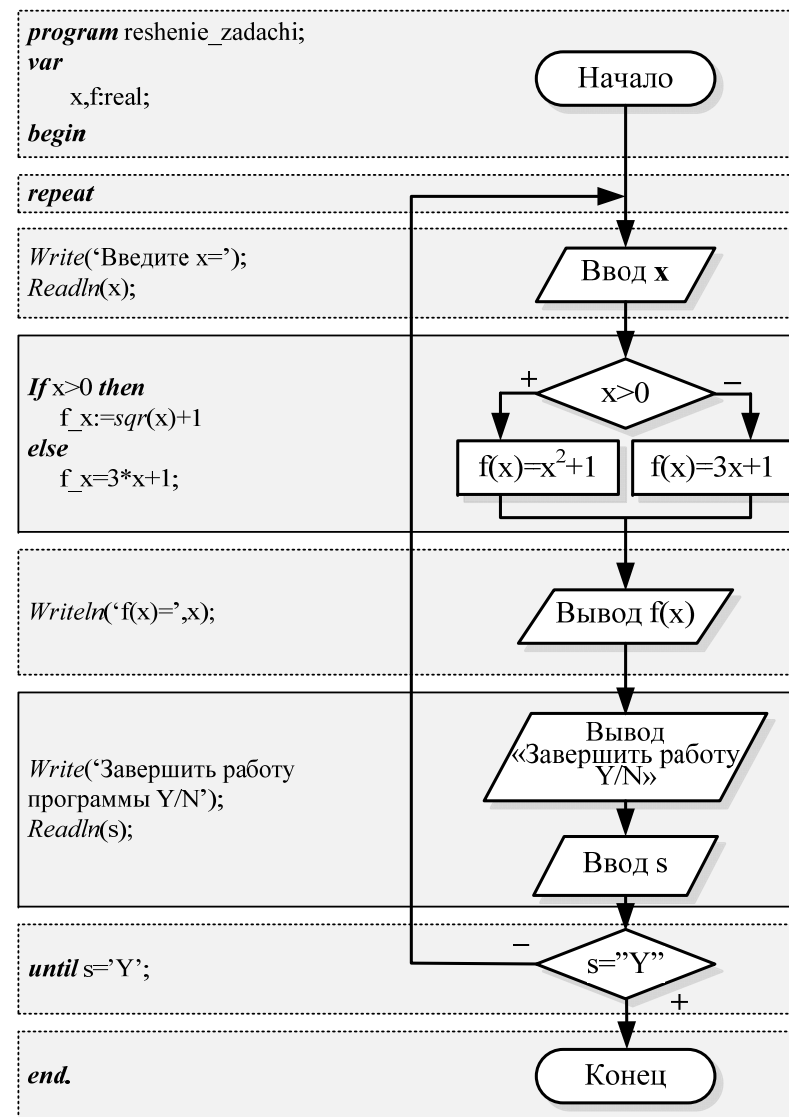 program reshenie_zadachi;
var
x,f:real;
begin
Начало
repeat
Write(‘Введите x=’);
Readln(x);
Ввод x
If x>0 then
f_x:=sqr(x)+1
else
f_x=3*x+1;
+
x>0
–
f(x)=x²+1
f(x)=3x+1
Writeln(‘f(x)=’,x);
Вывод f(x)
Write(‘Завершить работу
программы Y/N’);
Readln(s);
Вывод
«Завершить работу
Y/N»
Ввод s
until s=’Y’;
–
s=”Y”
+
end.
Конец